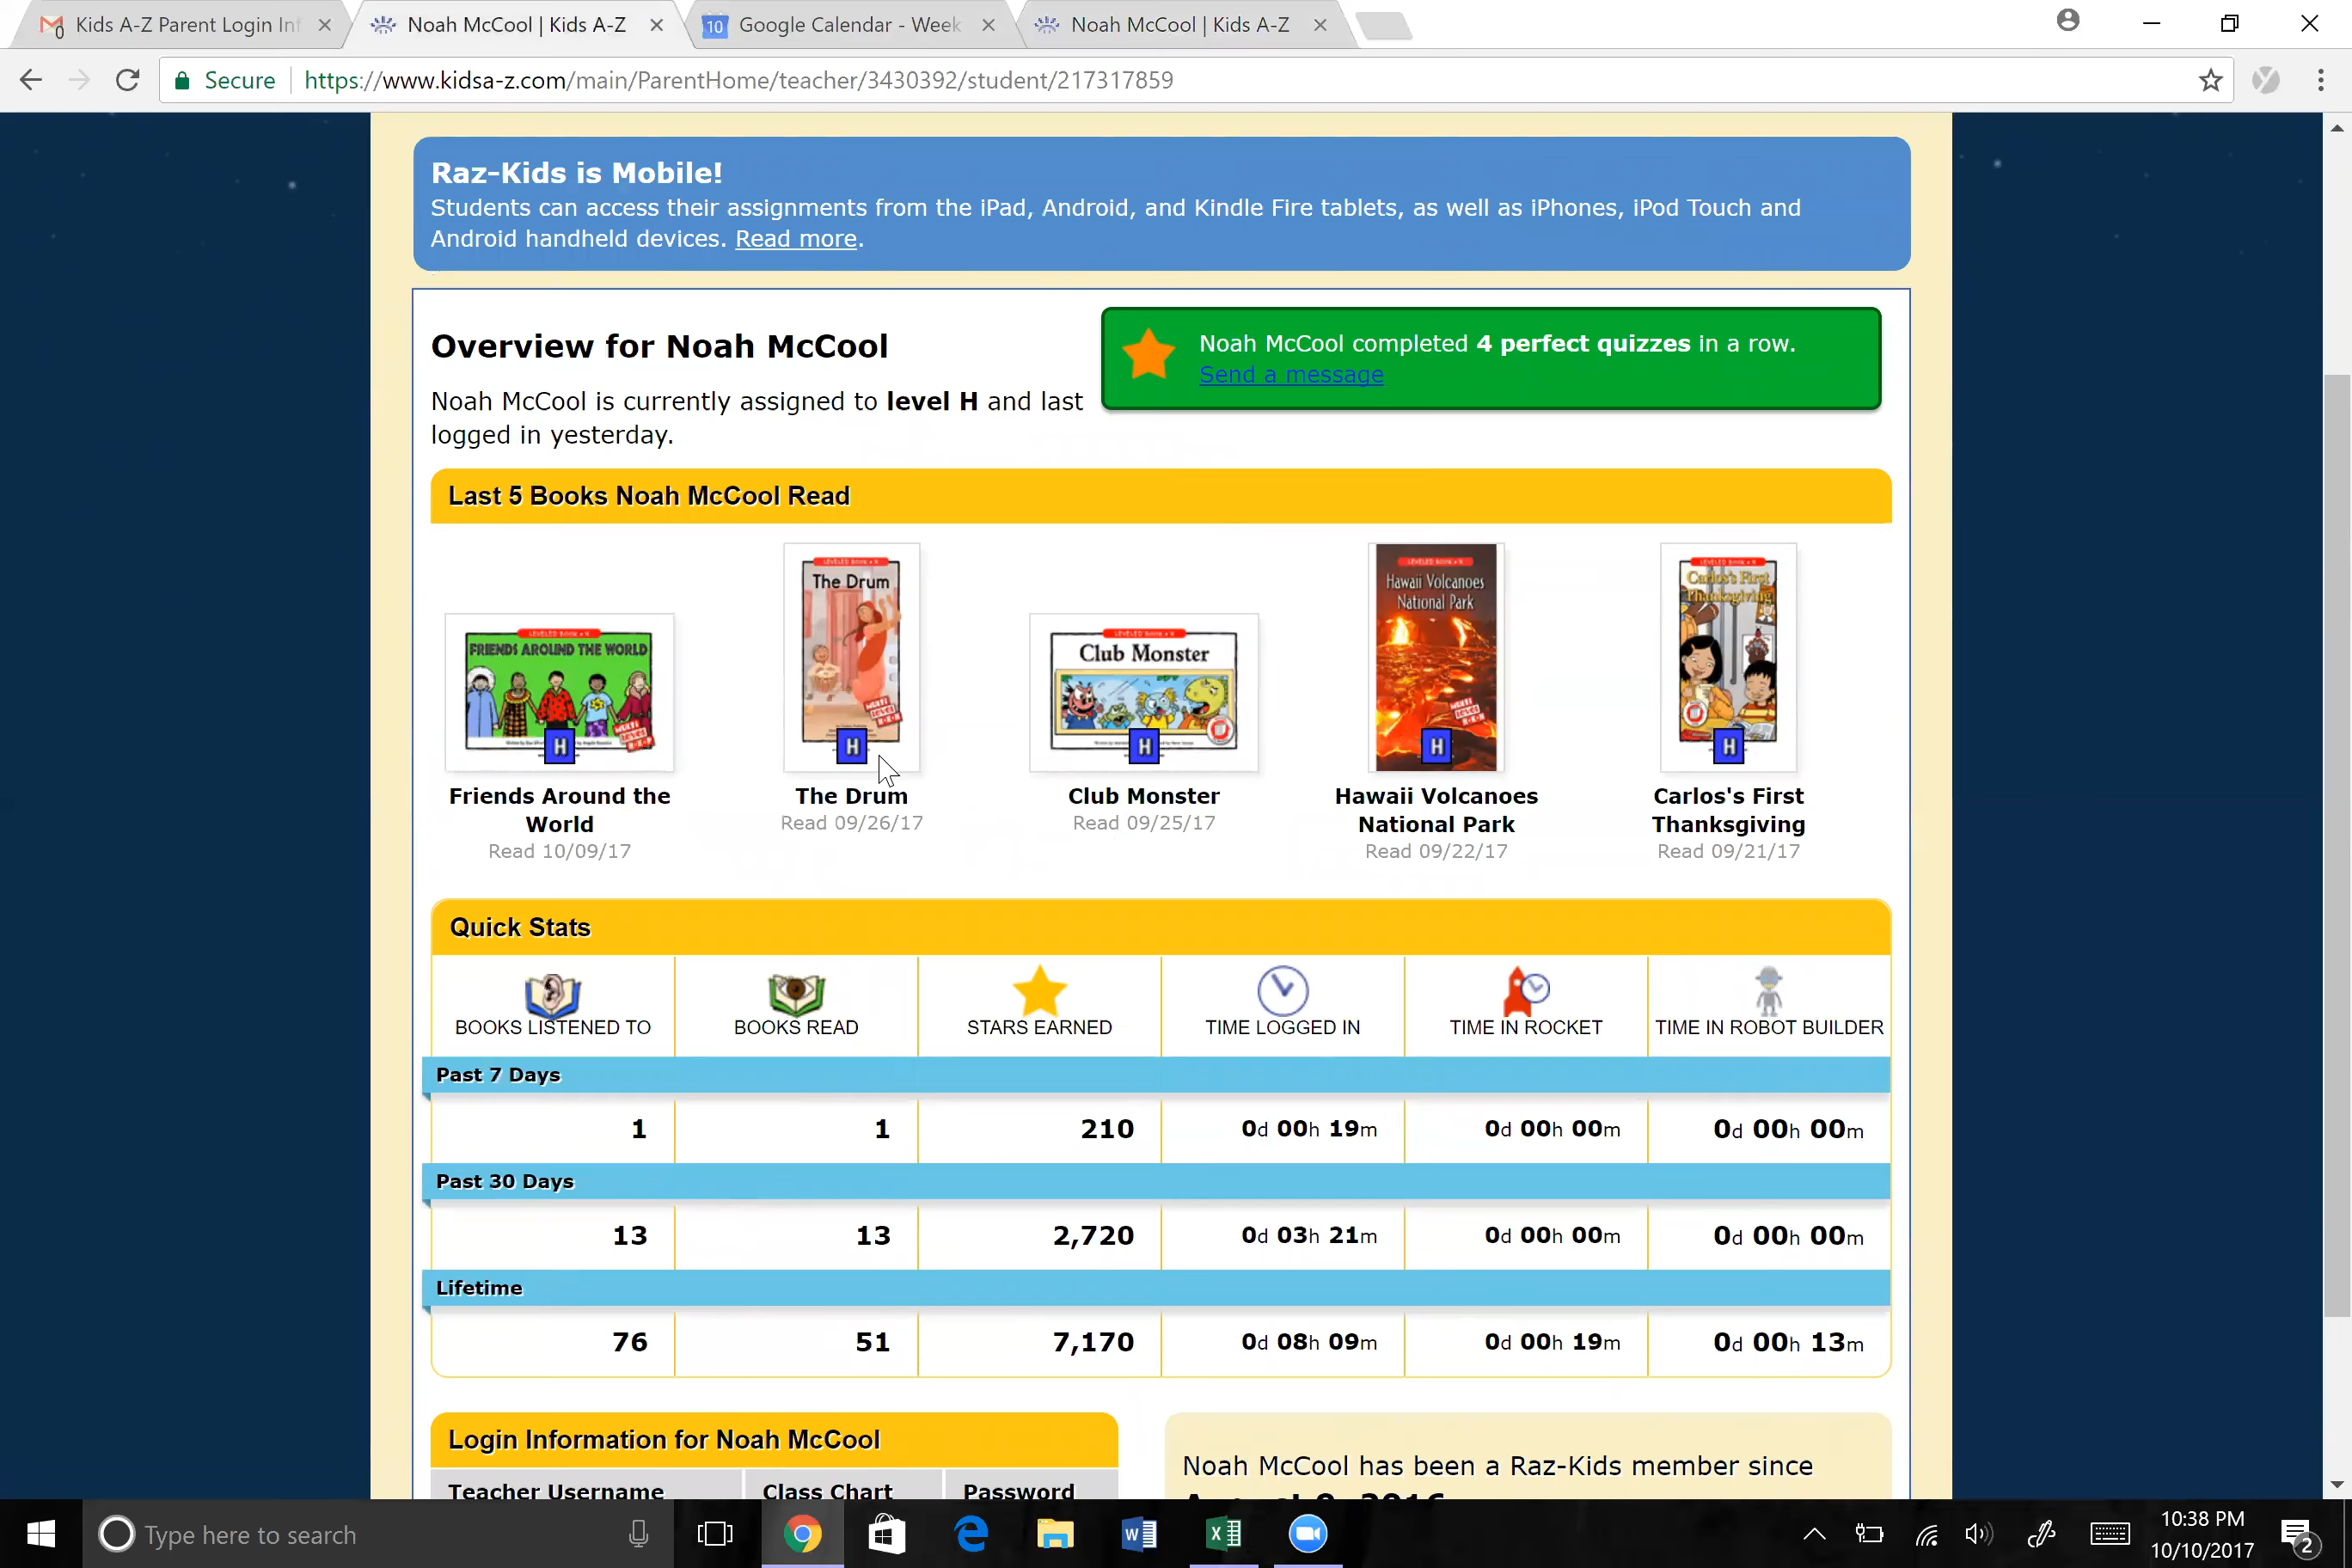 Kids A-Z Parent Login Inf
Noah McCool | Kids A-Z
Google Calendar - Week
Noah McCool | Kids A-Z
Secure
https://www.kidsa-z.com/main/ParentHome/teacher/3430392/student/217317859
Raz-Kids is Mobile!
Students can access their assignments from the iPad, Android, and Kindle Fire tablets, as well as iPhones, iPod Touch and
Android handheld devices. Read more.
Overview for Noah McCool
Noah McCool is currently assigned to level H and last
logged in yesterday.
Noah McCool completed 4 perfect quizzes in a row.
Send a message
Last 5 Books Noah McCool Read
LEVELED BOOK • H
FRIENDS AROUND THE WORLD
H
Friends Around the
World
Read 10/09/17
LEVELED BOOK • H
The Drum
H
The Drum
Read 09/26/17
LEVELED BOOK • H
Club Monster
H
Club Monster
Read 09/25/17
LEVELED BOOK • H
Hawaii Volcanoes
National Park
H
Hawaii Volcanoes
National Park
Read 09/22/17
LEVELED BOOK • H
Carlos's First
Thanksgiving
H
Carlos's First
Thanksgiving
Read 09/21/17
Quick Stats
BOOKS LISTENED TO BOOKS READ STARS EARNED TIME LOGGED IN TIME IN ROCKET TIME IN ROBOT BUILDER
Past 7 Days
1 1 210 0d 00h 19m 0d 00h 00m 0d 00h 00m
Past 30 Days
13 13 2,720 0d 03h 21m 0d 00h 00m 0d 00h 00m
Lifetime
76 51 7,170 0d 08h 09m 0d 00h 19m 0d 00h 13m
Login Information for Noah McCool
Teacher Username Class Chart Password
Noah McCool has been a Raz-Kids member since
Type here to search
10:38 PM
10/10/2017
2